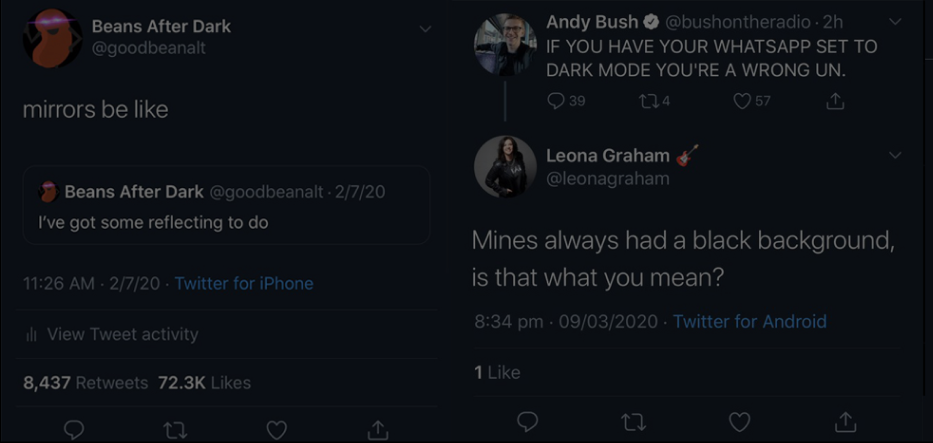 Beans After Dark
@goodbeanalt
mirrors be like
Beans After Dark @goodbeanalt · 2/7/20
I've got some reflecting to do
11:26 AM · 2/7/20 · Twitter for iPhone
View Tweet activity
8,437 Retweets 72.3K Likes
Andy Bush @bushontheradio · 2h
IF YOU HAVE YOUR WHATSAPP SET TO
DARK MODE YOU'RE A WRONG UN.
39 4 57
Leona Graham 🎸
@leonagraham
Mines always had a black background,
is that what you mean?
8:34 pm · 09/03/2020 · Twitter for Android
1 Like